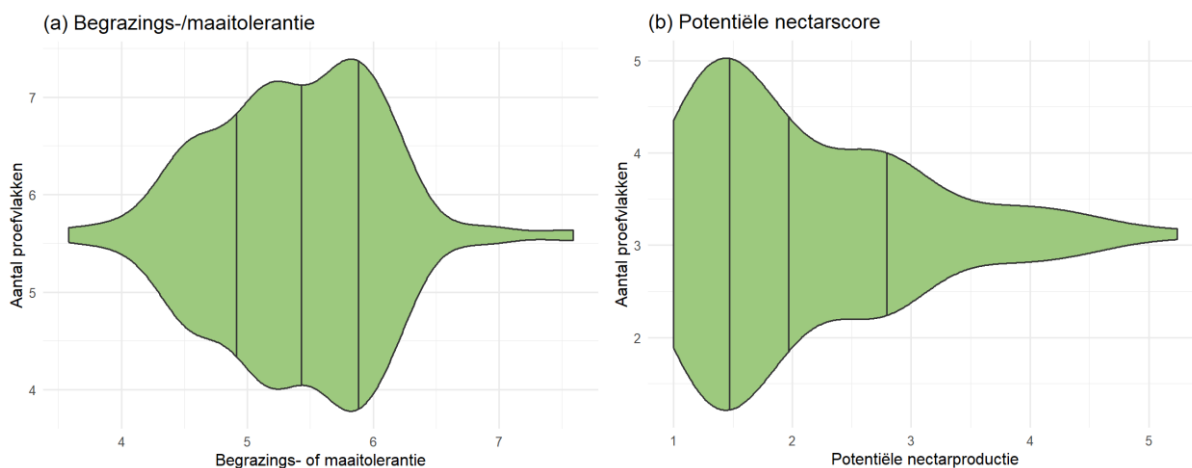 (a) Begrazings-/maaitolerantie
Aantal proefvlakken
7
6
5
4
4 5 6 7
Begrazings- of maaitolerantie
(b) Potentiële nectarscore
Aantal proefvlakken
5
4
3
2
1 2 3 4 5
Potentiële nectarproductie